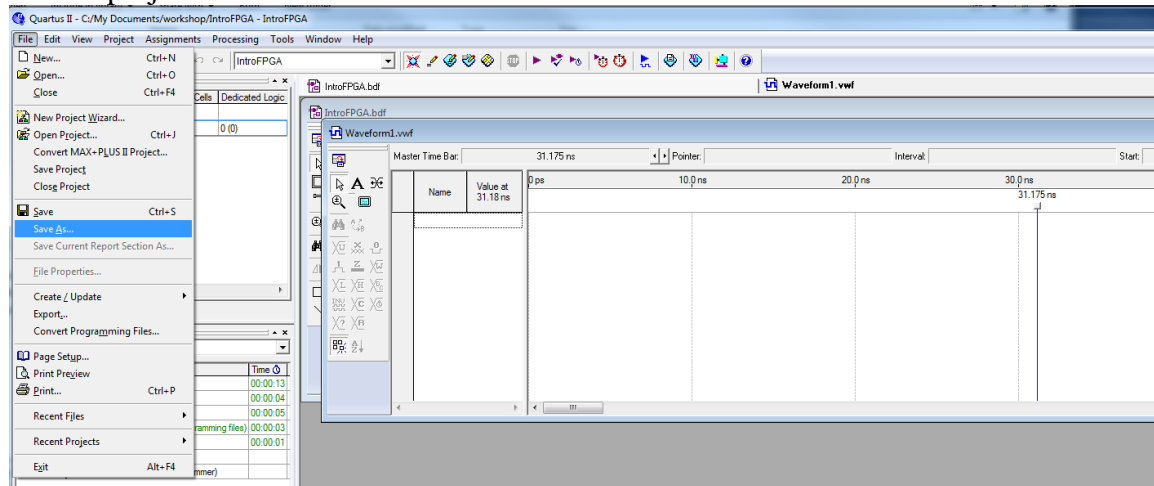 Quartus II - C:/My Documents/workshop/IntroFPGA - IntroFPGA
File Edit View Project Assignments Processing Tools Window Help
New... Ctrl+N
Open... Ctrl+O
Close Ctrl+F4
New Project Wizard...
Open Project... Ctrl+J
Convert MAX+PLUS II Project...
Save Project
Close Project
Save Ctrl+S
Save As...
Save Current Report Section As...
File Properties...
Create / Update
Export...
Convert Programming Files...
Page Setup...
Print Preview
Print... Ctrl+P
Recent Files
Recent Projects
Exit Alt+F4
IntroFPGA
Cells Dedicated Logic
0 (0)
Time
00:00:13
00:00:04
00:00:05
ramming files) 00:00:03
00:00:01
mmer)
IntroFPGA.bdf
Waveform1.vwf
IntroFPGA.bdf
Waveform1.vwf
Master Time Bar: 31.175 ns Pointer: Interval: Start:
Name
Value at
31.18 ns
0 ps 10.0 ns 20.0 ns 30.0 ns
31.175 ns